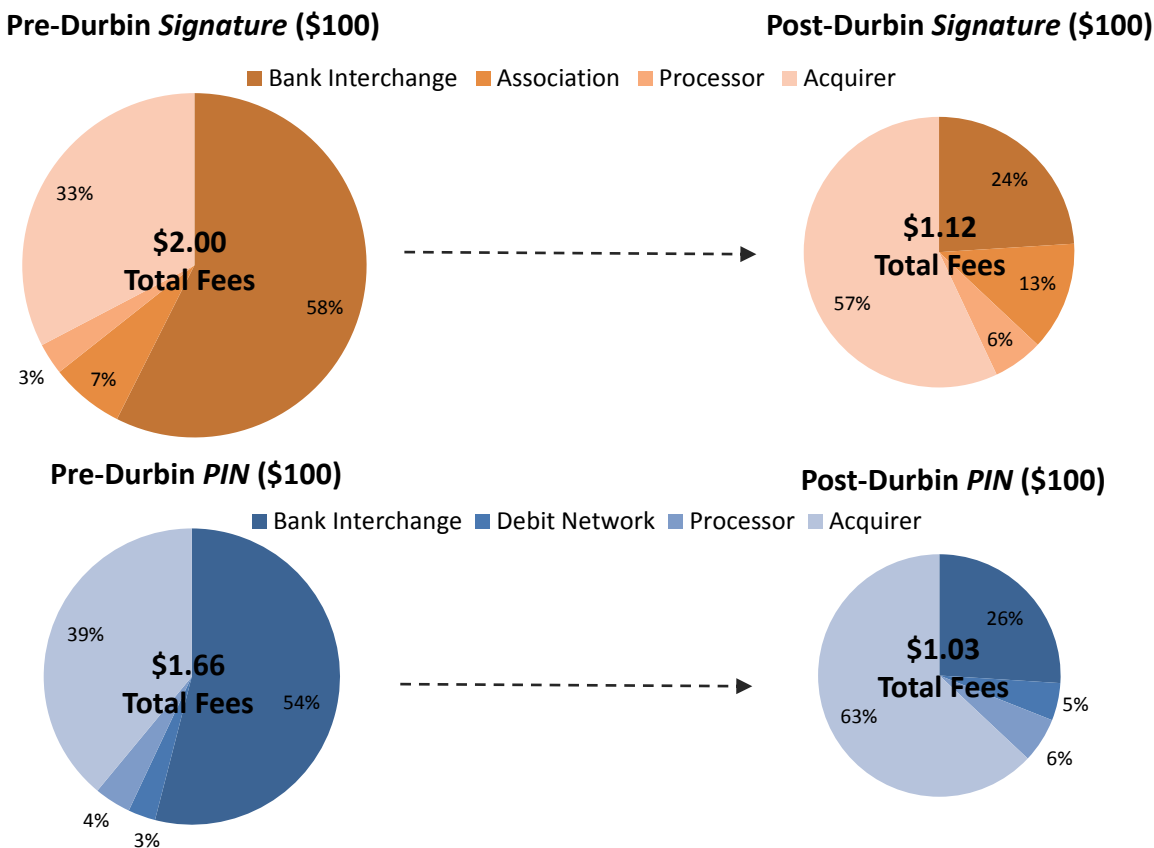 Pre-Durbin Signature ($100)
Post-Durbin Signature ($100)
Bank Interchange Association Processor Acquirer
33%
$2.00
Total Fees
58%
3%
7%
24%
$1.12
Total Fees
13%
57%
6%
Pre-Durbin PIN ($100)
Post-Durbin PIN ($100)
Bank Interchange Debit Network Processor Acquirer
39%
$1.66
Total Fees
54%
4%
3%
26%
$1.03
Total Fees
5%
63%
6%